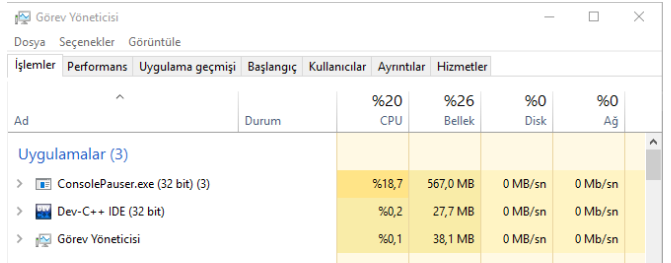 Görev Yöneticisi
Dosya Seçenekler Görüntüle
İşlemler Performans Uygulama geçmişi Başlangıç Kullanıcılar Ayrıntılar Hizmetler
%20 %26 %0 %0
Ad Durum CPU Bellek Disk Ağ
Uygulamalar (3)
ConsolePauser.exe (32 bit) (3) %18,7 567,0 MB 0 MB/sn 0 Mb/sn
Dev-C++ IDE (32 bit) %0,2 27,7 MB 0 MB/sn 0 Mb/sn
Görev Yöneticisi %0,1 38,1 MB 0 MB/sn 0 Mb/sn